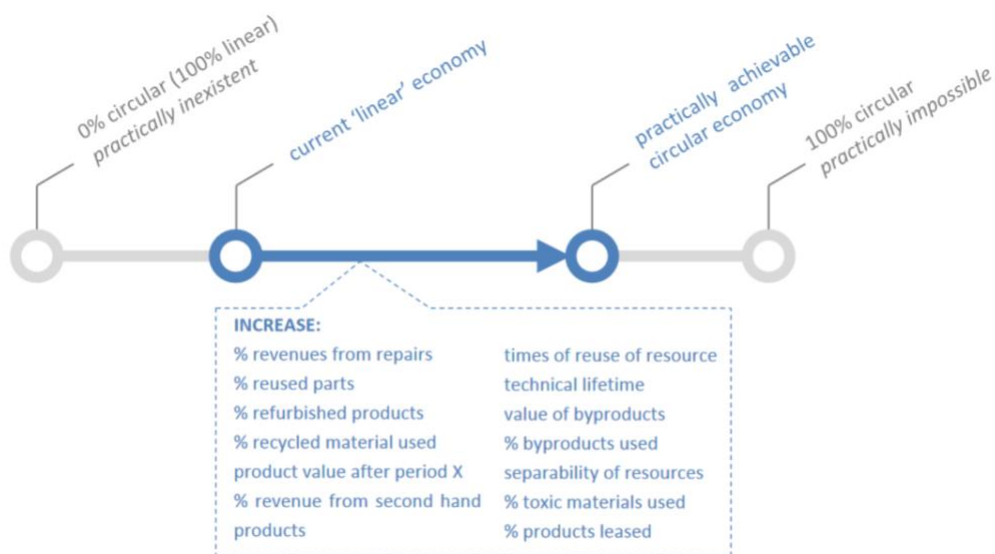 0% circular (100% linear)
practically inexistent
current ‘linear’ economy
practically achievable
circular economy
100% circular
practically impossible
INCREASE:
% revenues from repairs
% reused parts
% refurbished products
% recycled material used
product value after period X
% revenue from second hand
products
times of reuse of resource
technical lifetime
value of byproducts
% byproducts used
separability of resources
% toxic materials used
% products leased